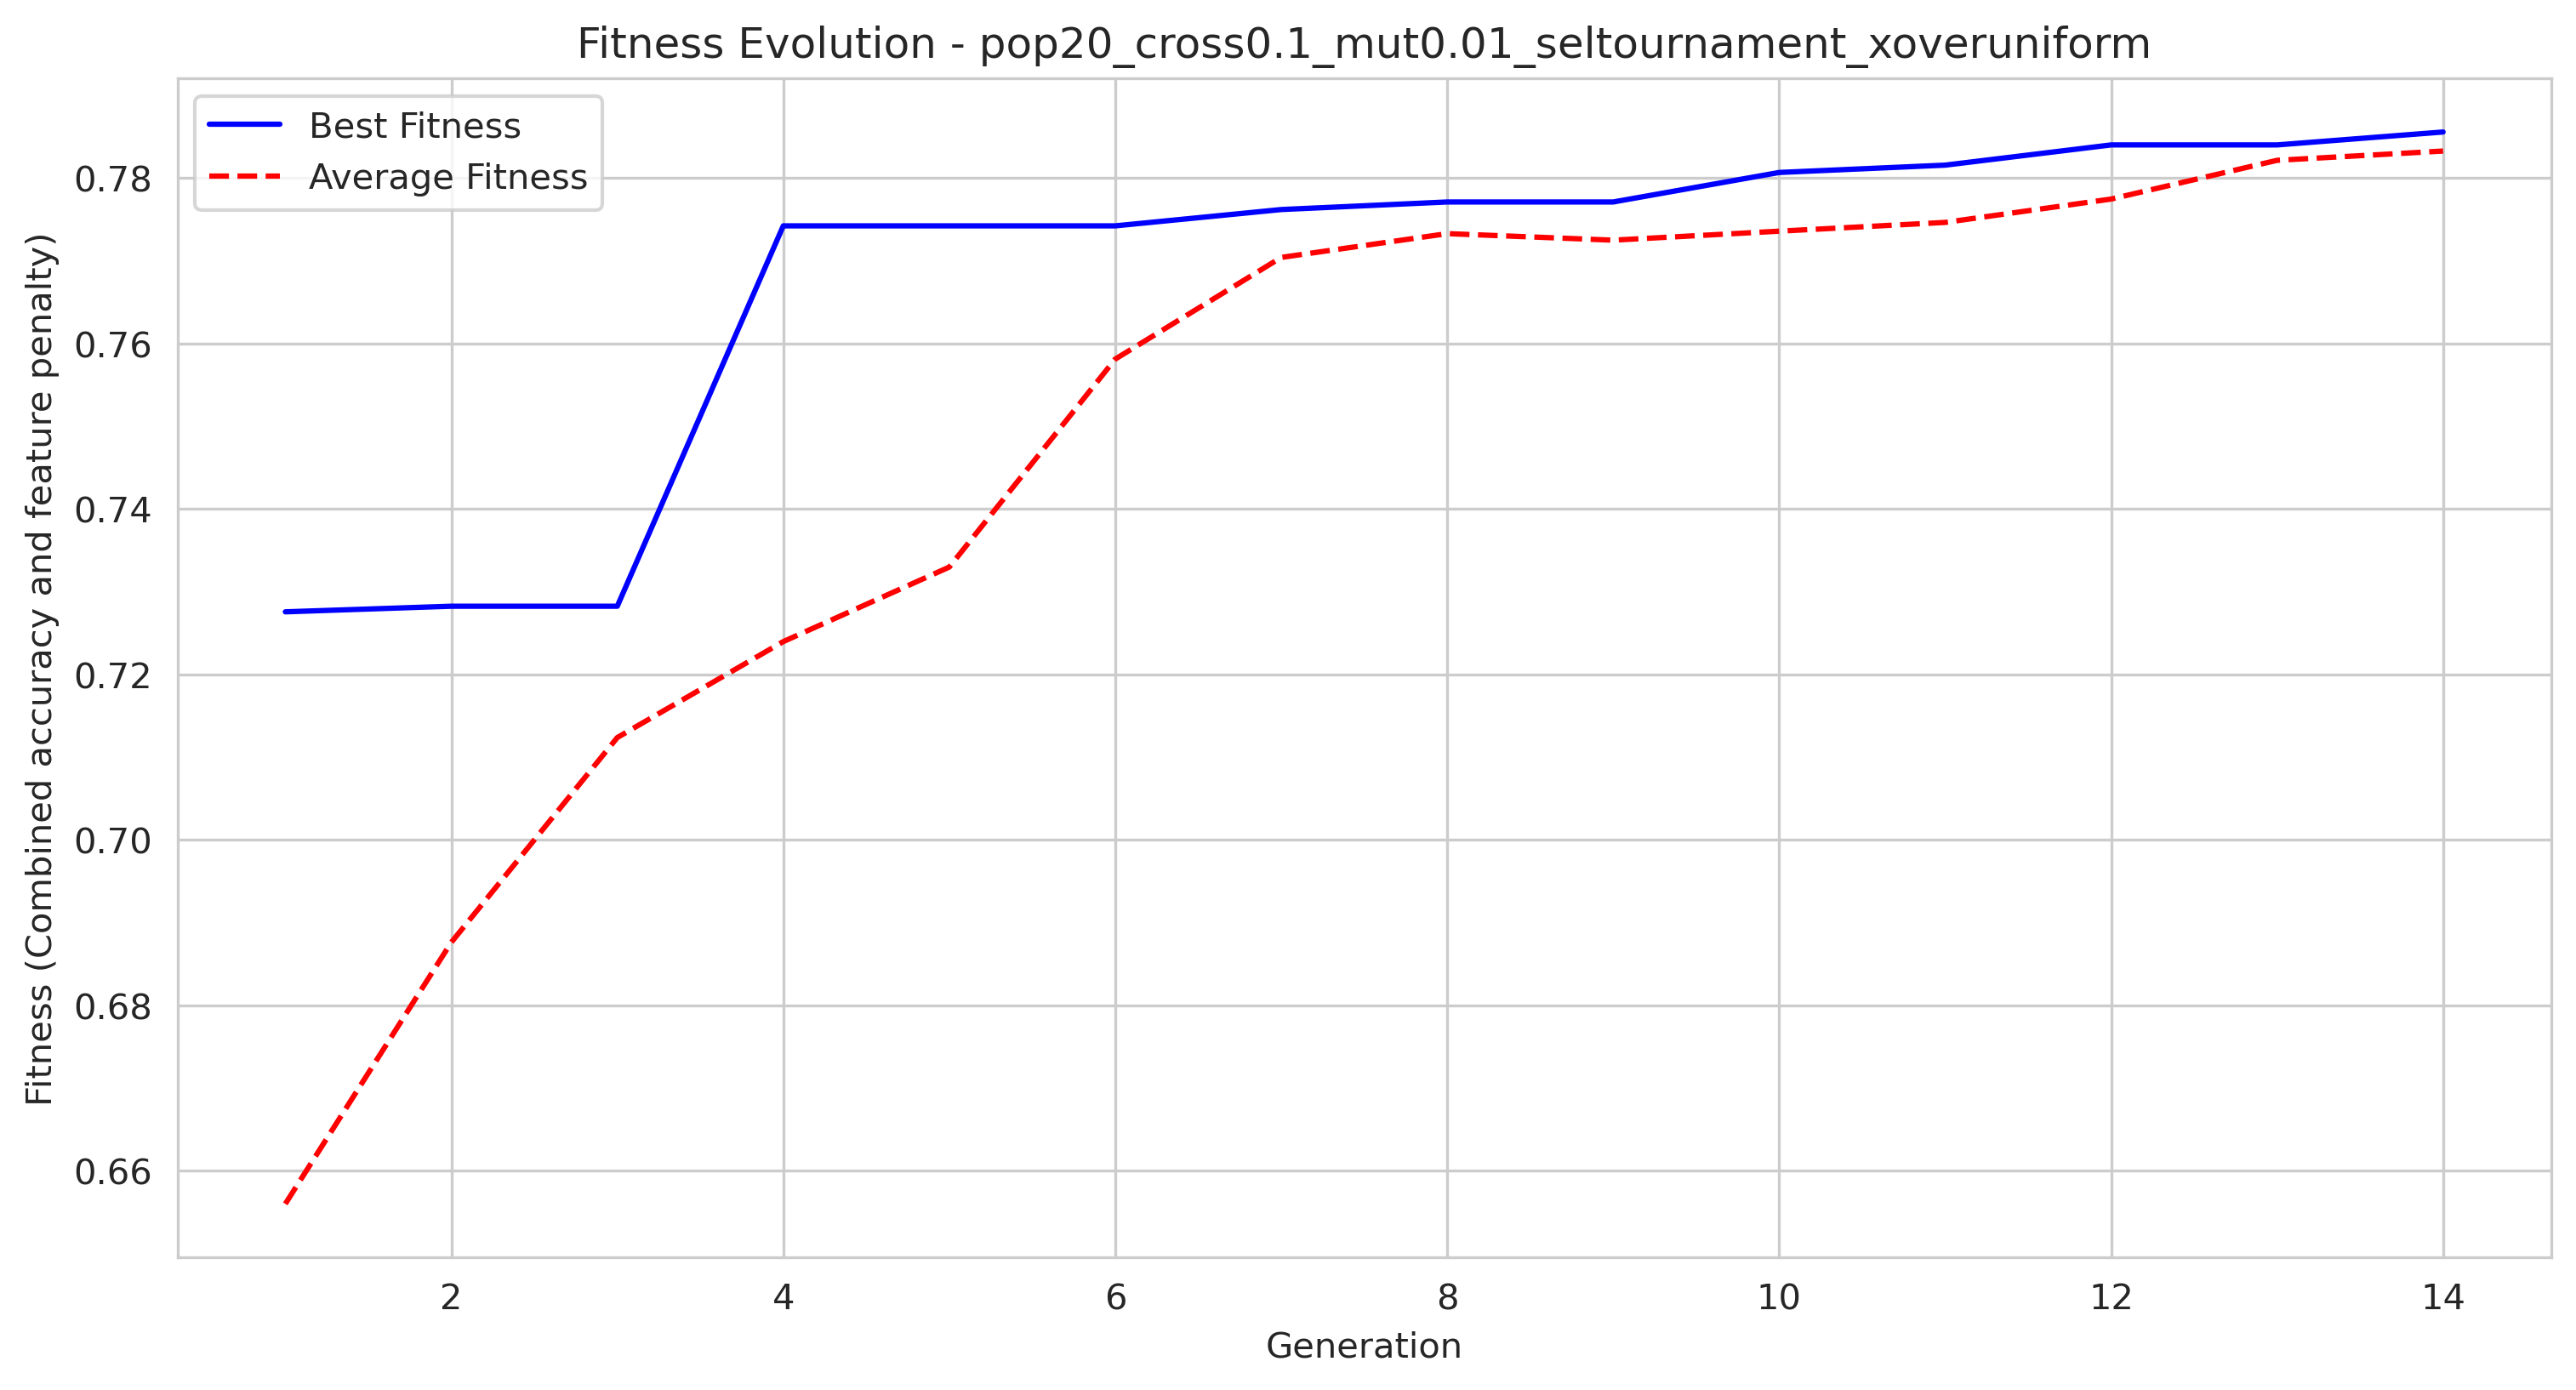 Fitness Evolution - pop20_cross0.1_mut0.01_seltournament_xoveruniform
Best Fitness
Average Fitness
Fitness (Combined accuracy and feature penalty)
0.78
0.76
0.74
0.72
0.70
0.68
0.66
2 4 6 8 10 12 14
Generation